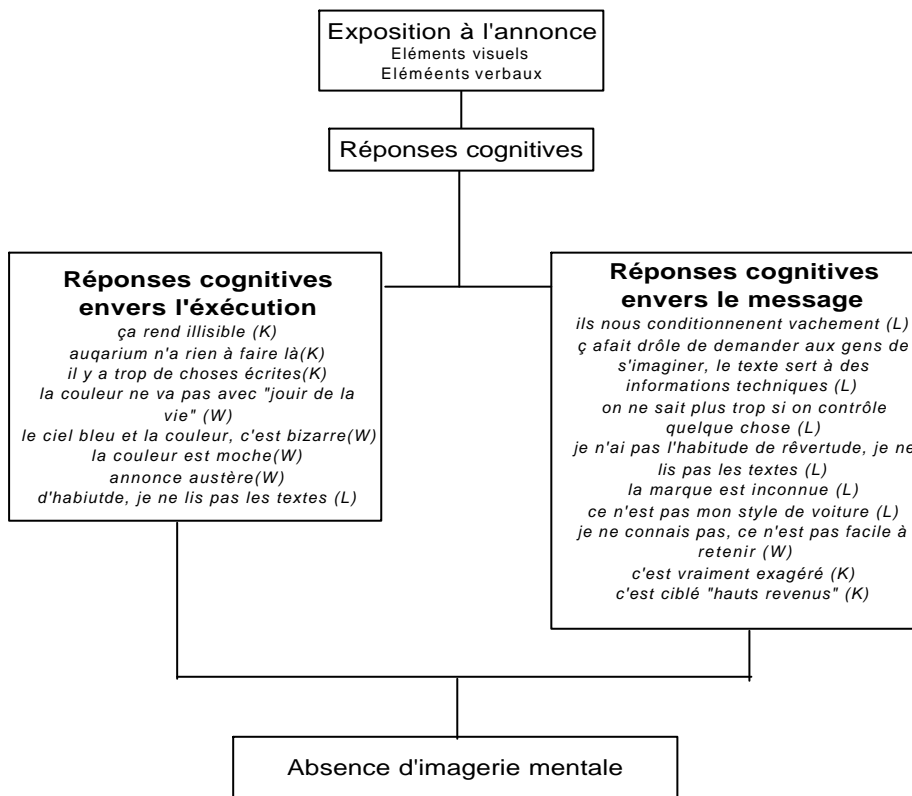 Exposition à l'annonce
Eléments visuels
Eléméents verbaux
Réponses cognitives
Réponses cognitives
envers l'éxécution
ça rend illisible (K)
auqarium n'a rien à faire là(K)
il y a trop de choses écrites(K)
la couleur ne va pas avec "jouir de la
vie" (W)
le ciel bleu et la couleur, c'est bizarre(W)
la couleur est moche(W)
annonce austère(W)
d'habiutde, je ne lis pas les textes (L)
Réponses cognitives
envers le message
ils nous conditionnenent vachement (L)
ç afait drôle de demander aux gens de
s'imaginer, le texte sert à des
informations techniques (L)
on ne sait plus trop si on contrôle
quelque chose (L)
je n'ai pas l'habitude de rêvertude, je ne
lis pas les textes (L)
la marque est inconnue (L)
ce n'est pas mon style de voiture (L)
je ne connais pas, ce n'est pas facile à
retenir (W)
c'est vraiment exagéré (K)
c'est ciblé "hauts revenus" (K)
Absence d'imagerie mentale